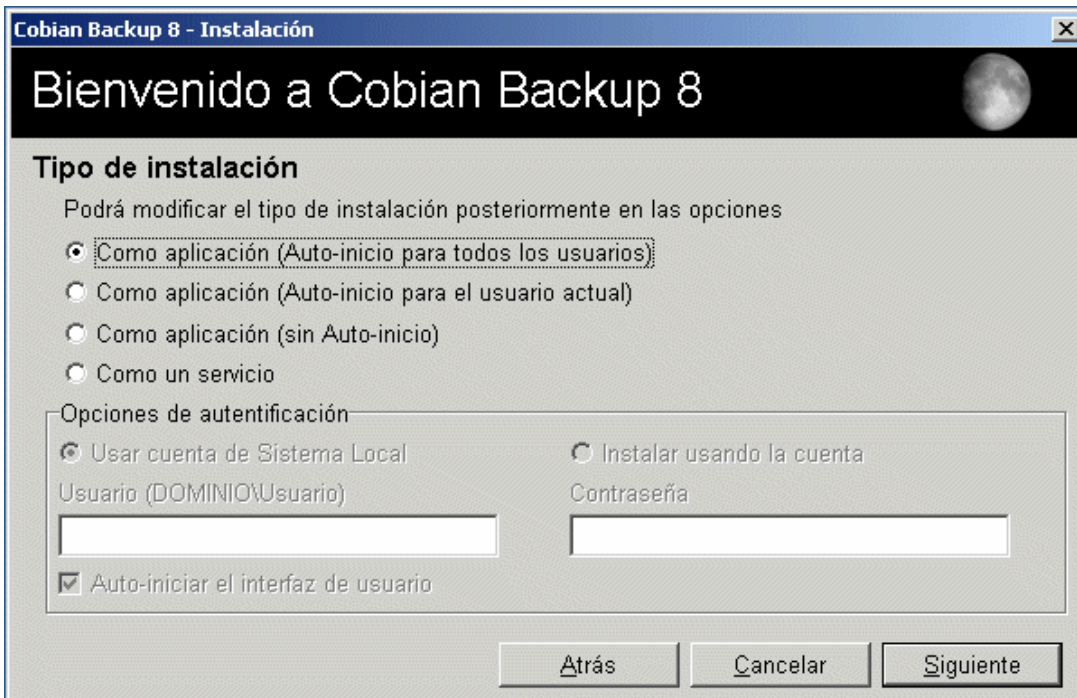 Cobian Backup 8 - Instalación
Bienvenido a Cobian Backup 8
Tipo de instalación
Podrá modificar el tipo de instalación posteriormente en las opciones
Como aplicación (Auto-inicio para todos los usuarios)
Como aplicación (Auto-inicio para el usuario actual)
Como aplicación (sin Auto-inicio)
Como un servicio
Opciones de autentificación
Usar cuenta de Sistema Local
Instalar usando la cuenta
Usuario (DOMINIO\Usuario)
Contraseña
Auto-iniciar el interfaz de usuario
Atrás
Cancelar
Siguiente